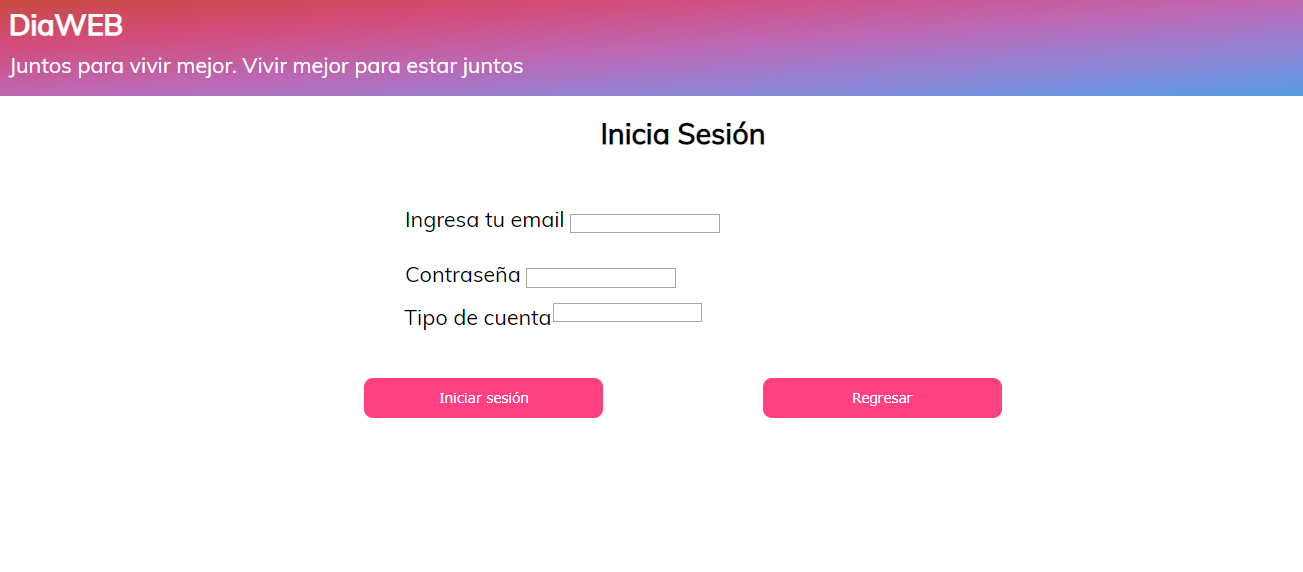 DiaWEB
Juntos para vivir mejor. Vivir mejor para estar juntos
Inicia Sesión
Ingresa tu email
Contraseña
Tipo de cuenta
Iniciar sesión
Regresar